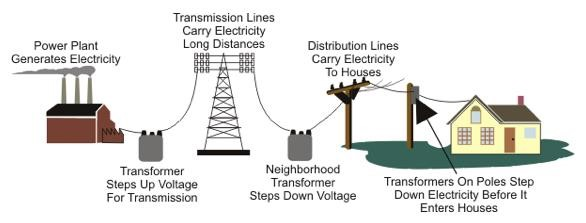 Power Plant
Generates Electricity
Transmission Lines
Carry Electricity
Long Distances
Distribution Lines
Carry Electricity
To Houses
Transformer
Steps Up Voltage
For Transmission
Neighborhood
Transformer
Steps Down Voltage
Transformers On Poles Step
Down Electricity Before It
Enters Houses